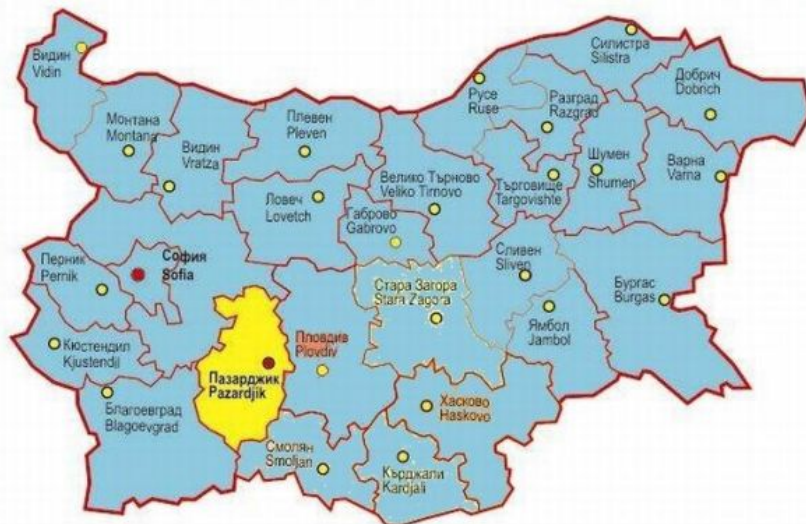 Видин
Vidin
Силистра
Silistra
Добрич
Dobrich
Русе
Ruse
Разград
Razgrad
Монтана
Montana
Видин
Vratza
Плевен
Pleven
Шумен
Shumen
Варна
Varna
Велико Търново
Veliko Tirnovo
Търговище
Targovishte
Ловеч
Lovetch
Габрово
Gabrovo
София
Sofia
Перник
Pernik
Сливен
Sliven
Стара Загора
Stara Zagora
Бургас
Burgas
Ямбол
Jambol
Кюстендил
Kjustendil
Пловдив
Plovdiv
Пазарджик
Pazardjik
Благоевград
Blagoevgrad
Хасково
Haskovo
Смолян
Smoljan
Кърджали
Kardjali